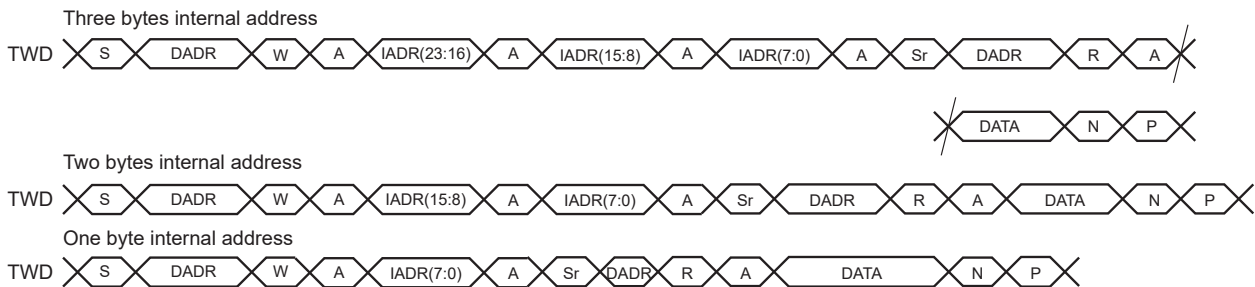 Three bytes internal address
TWD S DADR W A IADR(23:16) A IADR(15:8) A IADR(7:0) A Sr DADR R A
DATA N P
Two bytes internal address
TWD S DADR W A IADR(15:8) A IADR(7:0) A Sr DADR R A DATA N P
One byte internal address
TWD S DADR W A IADR(7:0) A Sr DADR R A DATA N P